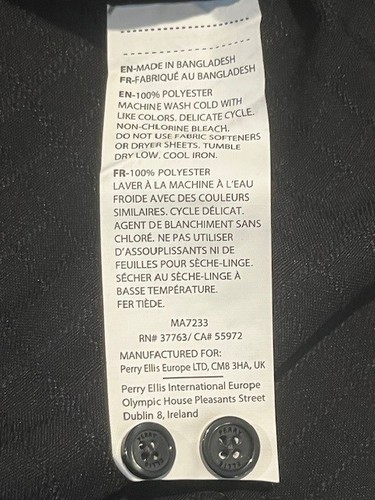 EN-MADE IN BANGLADESH
FR-FABRIQUÉ AU BANGLADESH
EN-100% POLYESTER
MACHINE WASH COLD WITH
LIKE COLORS. DELICATE CYCLE.
NON-CHLORINE BLEACH.
DO NOT USE FABRIC SOFTENERS
OR DRYER SHEETS. TUMBLE
DRY LOW. COOL IRON.
FR-100% POLYESTER
LAVER À LA MACHINE À L'EAU
FROIDE AVEC DES COULEURS
SIMILAIRES. CYCLE DÉLICAT.
AGENT DE BLANCHIMENT SANS
CHLORÉ. NE PAS UTILISER
D'ASSOUPLISSANTS NI DE
FEUILLES POUR SÈCHE-LINGE.
SÉCHER AU SÈCHE-LINGE À
BASSE TEMPÉRATURE.
FER TIÈDE.
MA7233
RN# 37763/ CA# 55972
MANUFACTURED FOR:
Perry Ellis Europe LTD, CM8 3HA, UK
Perry Ellis International Europe
Olympic House Pleasants Street
Dublin 8, Ireland
PERRY ELLIS
PERRY ELLIS